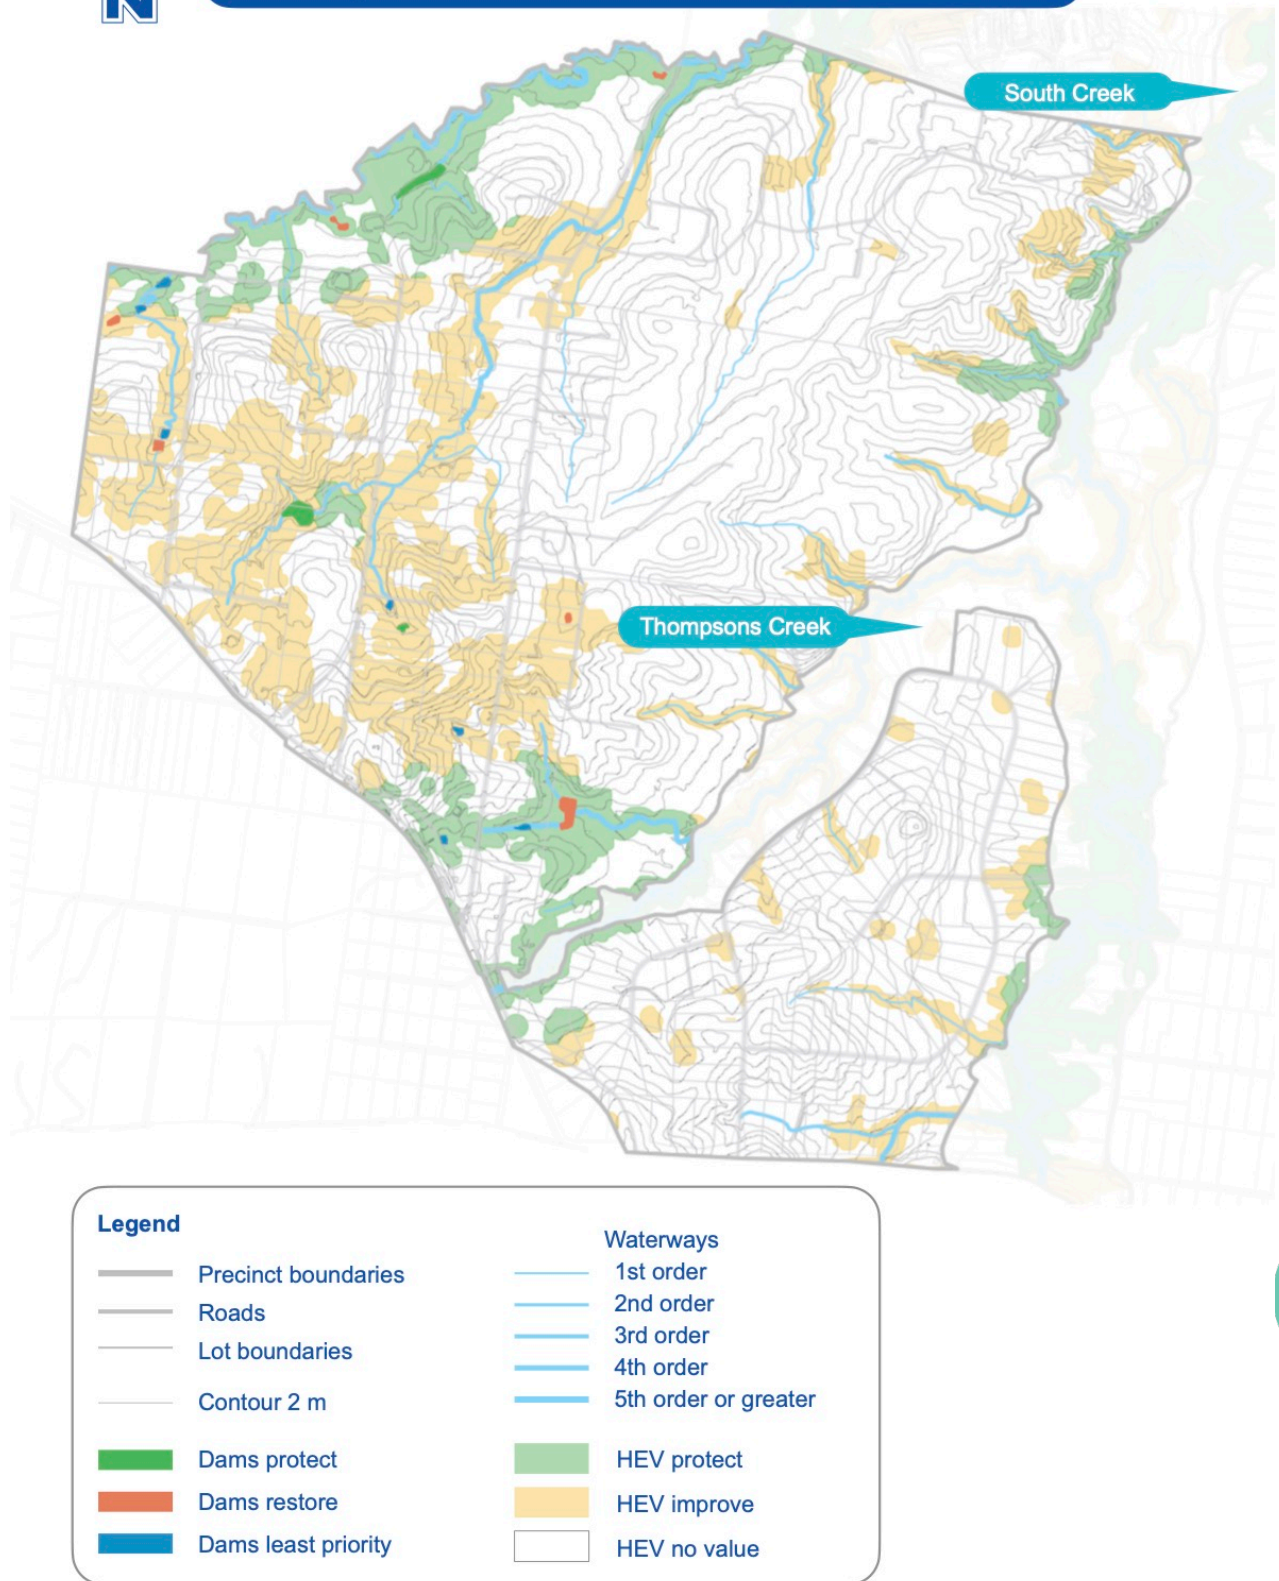 N
South Creek
Thompsons Creek
Legend
Precinct boundaries
Roads
Lot boundaries
Contour 2 m
Dams protect
Dams restore
Dams least priority
Waterways
1st order
2nd order
3rd order
4th order
5th order or greater
HEV protect
HEV improve
HEV no value